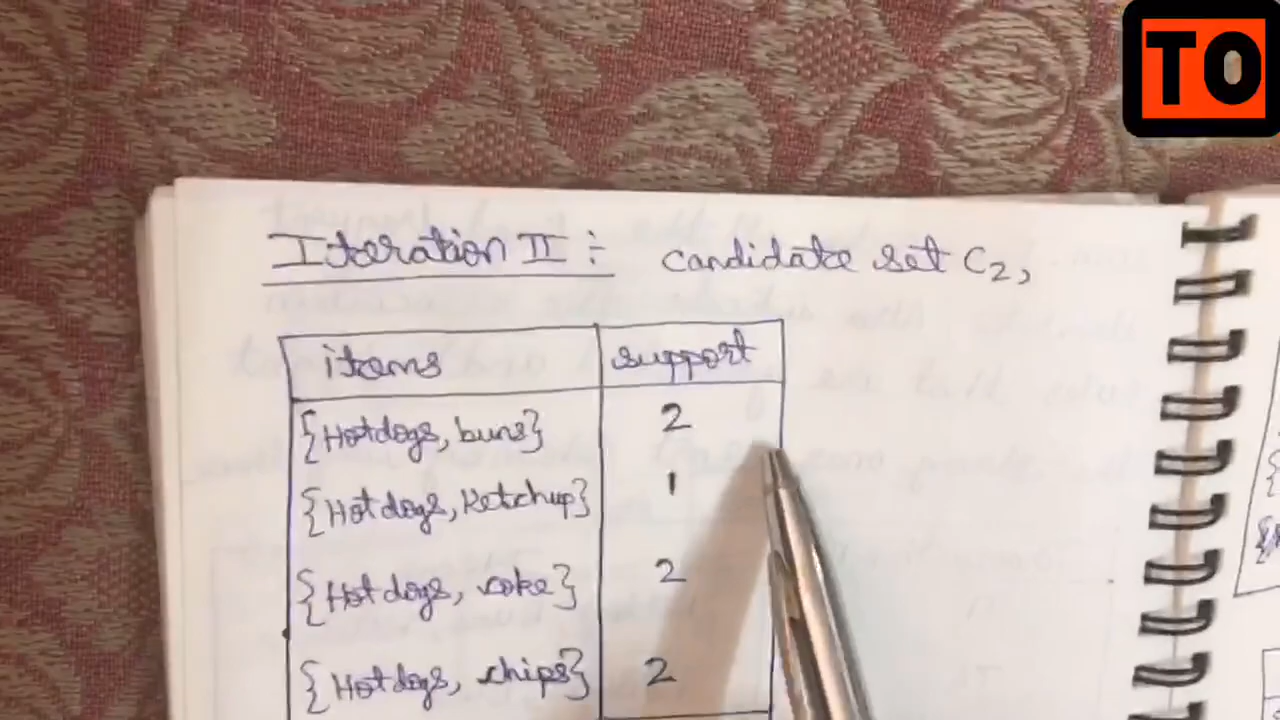 TO
Iteration II ÷ candidate set C₂,
items support
{Hotdogs, buns} 2
{Hotdogs, Ketchup} 1
{Hotdogs, coke} 2
{Hotdogs, chips} 2